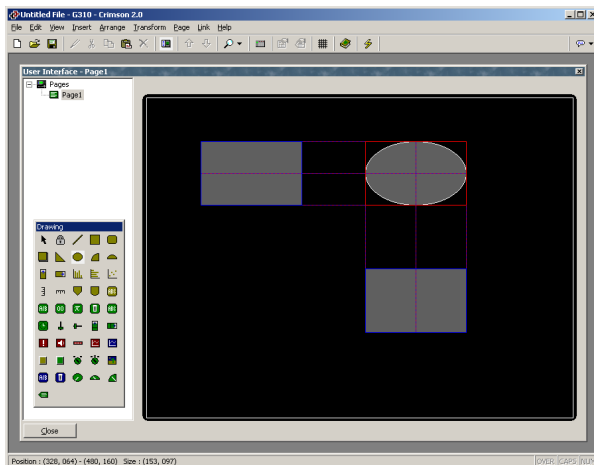 Untitled File - G310 - Crimson 2.0
File Edit View Insert Arrange Transform Page Link Help
User Interface - Page1
Pages
Page1
Drawing
Close
Position : (328, 064) - (480, 160) Size : (153, 097)
OVER CAPS NUM